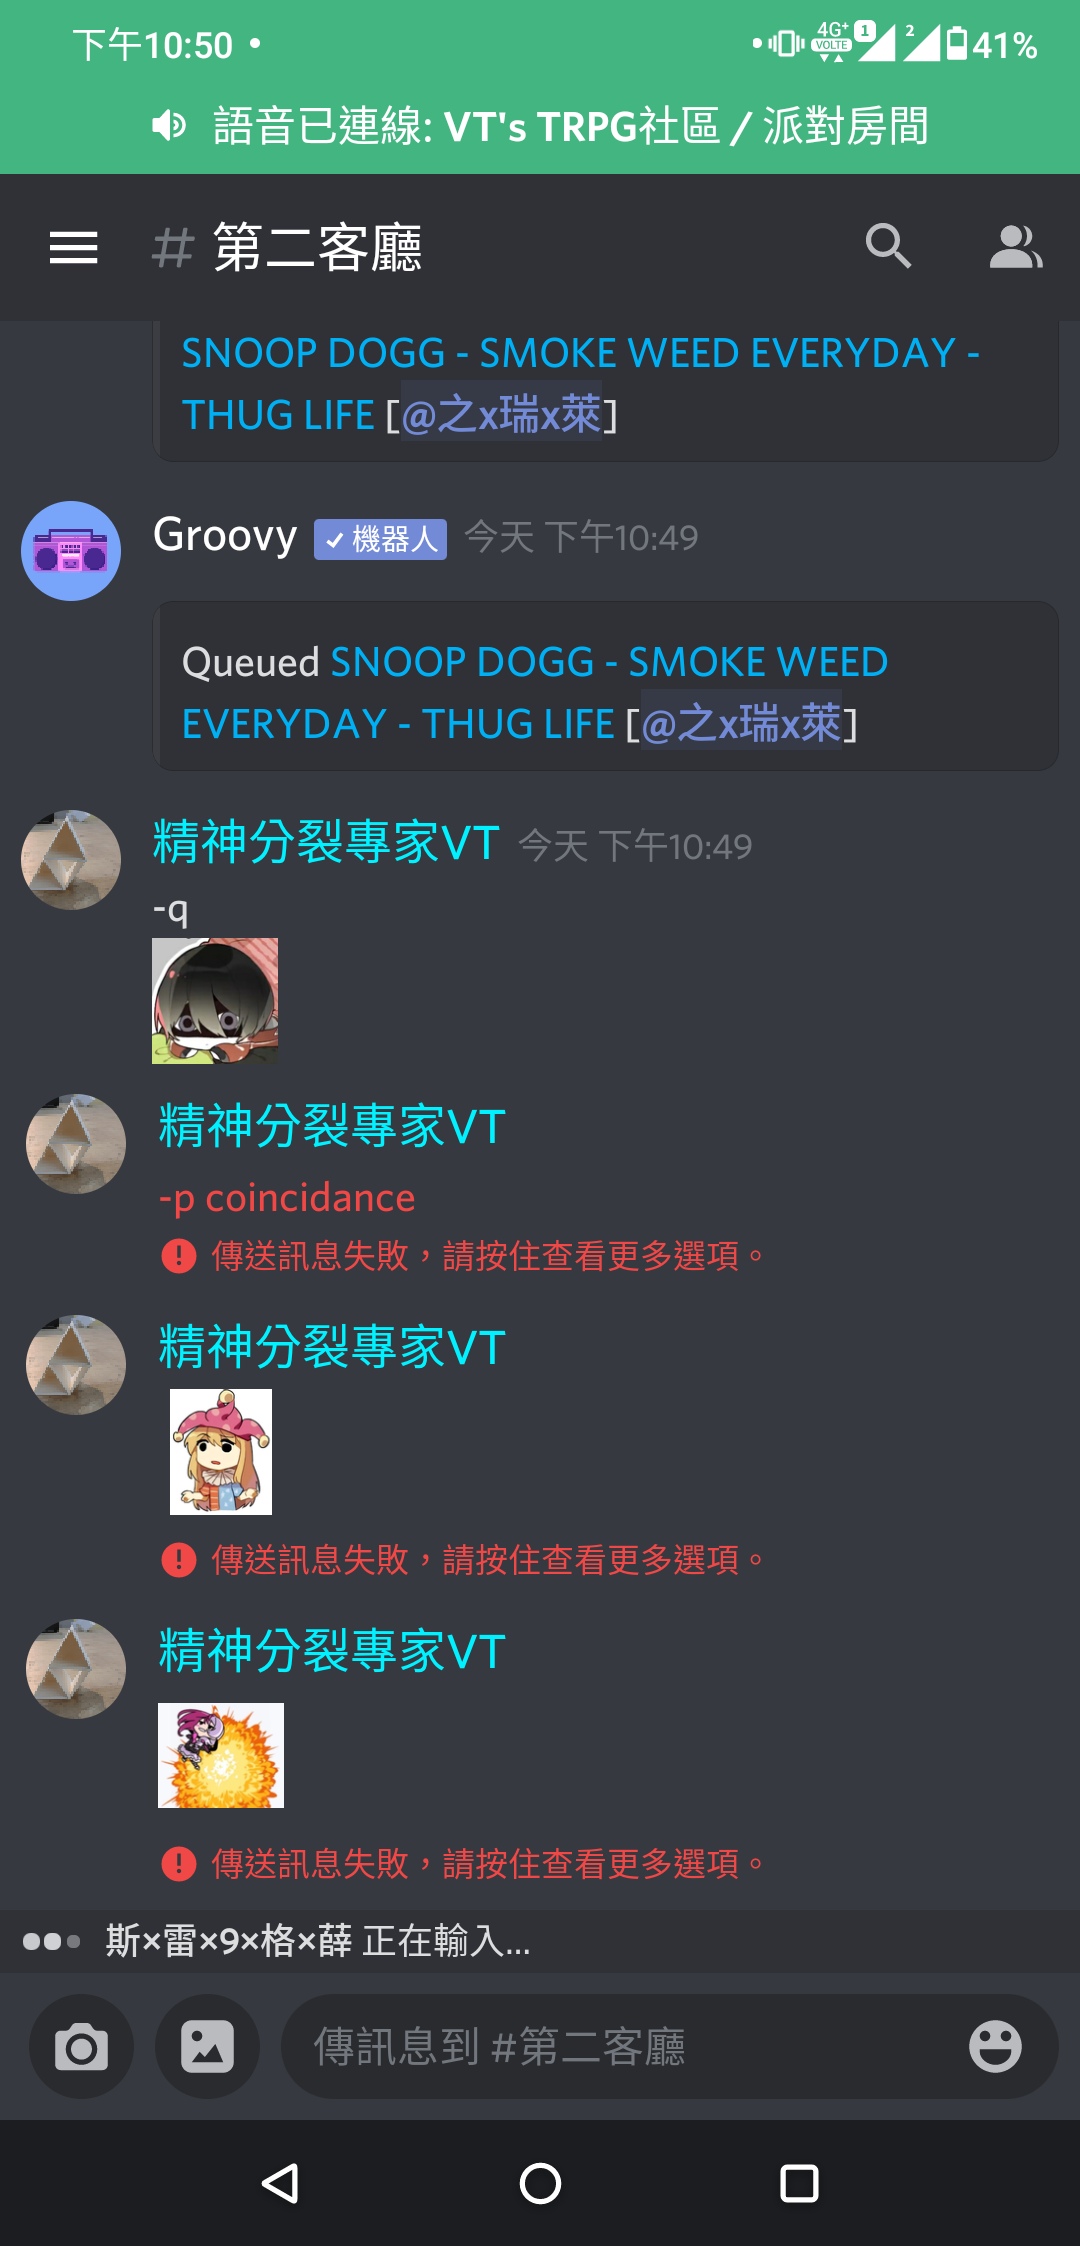 下午10:50
4G+
VOLTE
1
2
41%
語音已連線: VT's TRPG社區 / 派對房間
# 第二客廳
SNOOP DOGG - SMOKE WEED EVERYDAY -
THUG LIFE [@之x瑞x萊]
Groovy 機器人 今天 下午10:49
Queued SNOOP DOGG - SMOKE WEED
EVERYDAY - THUG LIFE [@之x瑞x萊]
精神分裂專家VT 今天 下午10:49
-q
精神分裂專家VT
-p coincidance
傳送訊息失敗，請按住查看更多選項。
精神分裂專家VT
傳送訊息失敗，請按住查看更多選項。
精神分裂專家VT
傳送訊息失敗，請按住查看更多選項。
斯×雷×9×格×薛 正在輸入...
傳訊息到 #第二客廳